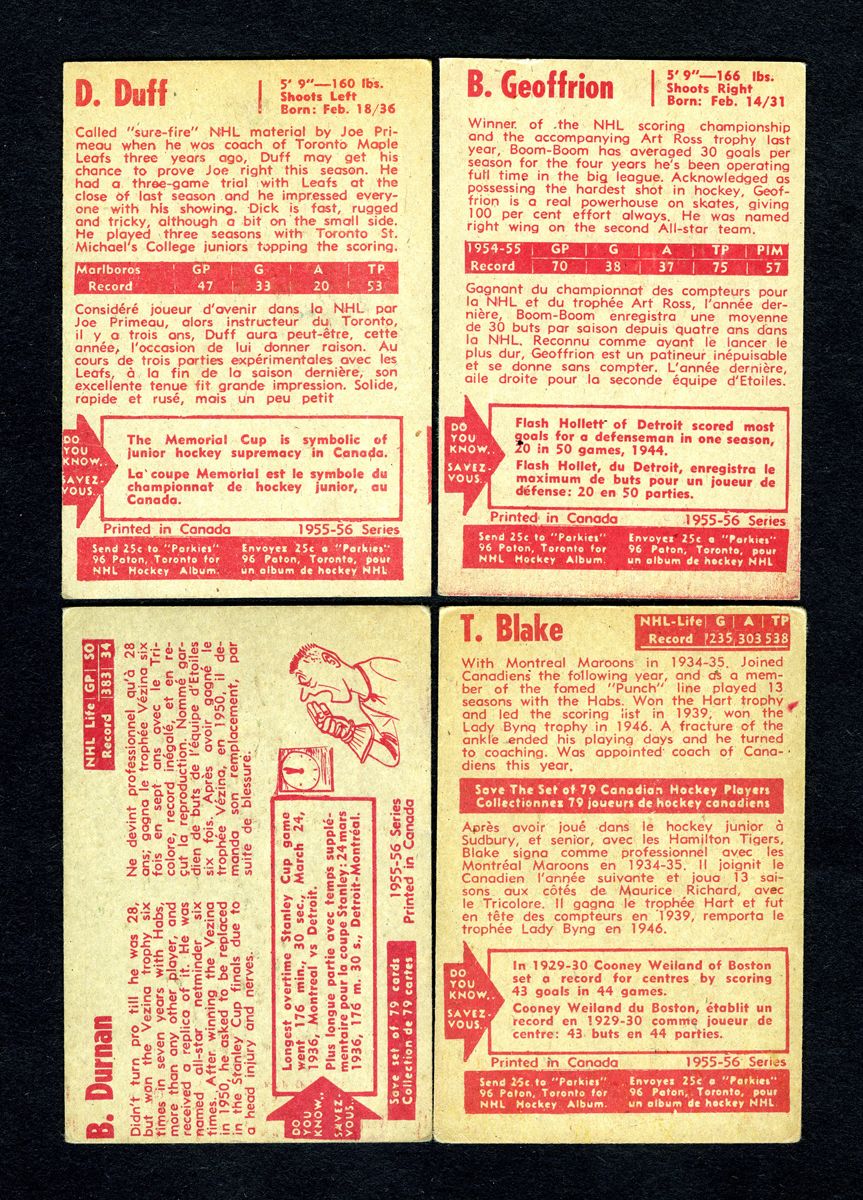 D. Duff
5' 9"—160 lbs.
Shoots Left
Born: Feb. 18/36
Called "sure-fire" NHL material by Joe Pri-
meau when he was coach of Toronto Maple
Leafs three years ago, Duff may get his
chance to prove Joe right this season. He
had a three-game trial with Leafs at the
close of last season and he impressed every-
one with his showing. Dick is fast, rugged
and tricky, although a bit on the small side.
He played three seasons with Toronto St.
Michael's College juniors topping the scoring.
Marlboros GP G A TP
Record 47 33 20 53
Considéré joueur d'avenir dans la NHL par
Joe Primeau, alors instructeur du Toronto,
il y a trois ans, Duff aura peut-être, cette
année, l'occasion de lui donner raison. Au
cours de trois parties expérimentales avec les
Leafs, à la fin de la saison dernière, son
excellente tenue fit grande impression. Solide,
rapide et rusé, mais un peu petit
DO
YOU
KNOW..
SAVEZ-
VOUS..
The Memorial Cup is symbolic of
junior hockey supremacy in Canada.
La coupe Memorial est le symbole du
championnat de hockey junior, au
Canada.
Printed in Canada 1955-56 Series
Send 25c to "Parkies"
96 Paton, Toronto for
NHL Hockey Album.
Envoyez 25c a "Parkies"
96 Paton, Toronto, pour
un album de hockey NHL
B. Geoffrion
5' 9"—166 lbs.
Shoots Right
Born: Feb. 14/31
Winner of the NHL scoring championship
and the accompanying Art Ross trophy last
year, Boom-Boom has averaged 30 goals per
season for the four years he's been operating
full time in the big league. Acknowledged as
possessing the hardest shot in hockey, Geof-
frion is a real powerhouse on skates, giving
100 per cent effort always. He was named
right wing on the second All-star team.
1954-55 GP G A TP PIM
Record 70 38 37 75 57
Gagnant du championnat des compteurs pour
la NHL et du trophée Art Ross, l'année der-
nière, Boom-Boom enregistra une moyenne
de 30 buts par saison depuis quatre ans dans
la NHL. Reconnu comme ayant le lancer le
plus dur, Geoffrion est un patineur inépuisable
et se donne sans compter. L'année dernière,
aile droite pour la seconde équipe d'Etoiles.
DO
YOU
KNOW..
SAVEZ-
VOUS..
Flash Hollett of Detroit scored most
goals for a defenseman in one season,
20 in 50 games, 1944.
Flash Hollet, du Detroit, enregistra le
maximum de buts pour un joueur de
défense: 20 en 50 parties.
Printed in Canada 1955-56 Series
Send 25c to "Parkies"
96 Paton, Toronto for
NHL Hockey Album.
Envoyez 25c a "Parkies"
96 Paton, Toronto, pour
un album de hockey NHL
B. Durnan
NHL Life GP SO
Record 383 34
Didn't turn pro till he was 28,
but won the Vezina trophy six
times in seven years with Habs,
more than any other player, and
received a replica of it. He was
named all-star netminder six
times. After winning the Vezina
in 1950, he asked to be replaced
in the Stanley Cup finals due to
a head injury and nerves.
Ne devint professionnel qu'à 28
ans; gagna le trophée Vézina six
fois en sept ans avec le Tri-
colore, record inégalé, et en re-
çut la reproduction. Nommé gar-
dien de buts de l'équipe d'Etoiles
six fois. Après avoir gagné le
trophée Vézina, en 1950, il de-
manda son remplacement, par
suite de blessure.
DO
YOU
KNOW..
SAVEZ-
VOUS..
Longest overtime Stanley Cup game
went 176 min., 30 sec., March 24,
1936, Montreal vs Detroit.
Plus longue partie avec temps supplé-
mentaire pour la coupe Stanley: 24 mars
1936, 176 m. 30 s., Detroit-Montréal.
Save set of 79 cards
Collection de 79 cartes
1955-56 Series
Printed in Canada
T. Blake
NHL-Life G A TP
Record 235 303 538
With Montreal Maroons in 1934-35. Joined
Canadiens the following year, and as a mem-
ber of the famed "Punch" line played 13
seasons with the Habs. Won the Hart trophy
and led the scoring list in 1939, won the
Lady Byng trophy in 1946. A fracture of the
ankle ended his playing days and he turned
to coaching. Was appointed coach of Cana-
diens this year.
Save The Set of 79 Canadian Hockey Players
Collectionnez 79 joueurs de hockey canadiens
Après avoir joué dans le hockey junior à
Sudbury, et senior, avec les Hamilton Tigers,
Blake signa comme professionnel avec les
Montréal Maroons en 1934-35. Il joignit le
Canadien l'année suivante et joua 13 sai-
sons aux côtés de Maurice Richard, avec
le Tricolore. Il gagna le trophée Hart et fut
en tête des compteurs en 1939, remporta le
trophée Lady Byng en 1946.
DO
YOU
KNOW..
SAVEZ-
VOUS..
In 1929-30 Cooney Weiland of Boston
set a record for centres by scoring
43 goals in 44 games.
Cooney Weiland du Boston, établit un
record en 1929-30 comme joueur de
centre: 43 buts en 44 parties.
Printed in Canada 1955-56 Series
Send 25c to "Parkies"
96 Paton, Toronto for
NHL Hockey Album.
Envoyez 25c a "Parkies"
96 Paton, Toronto, pour
un album de hockey NHL